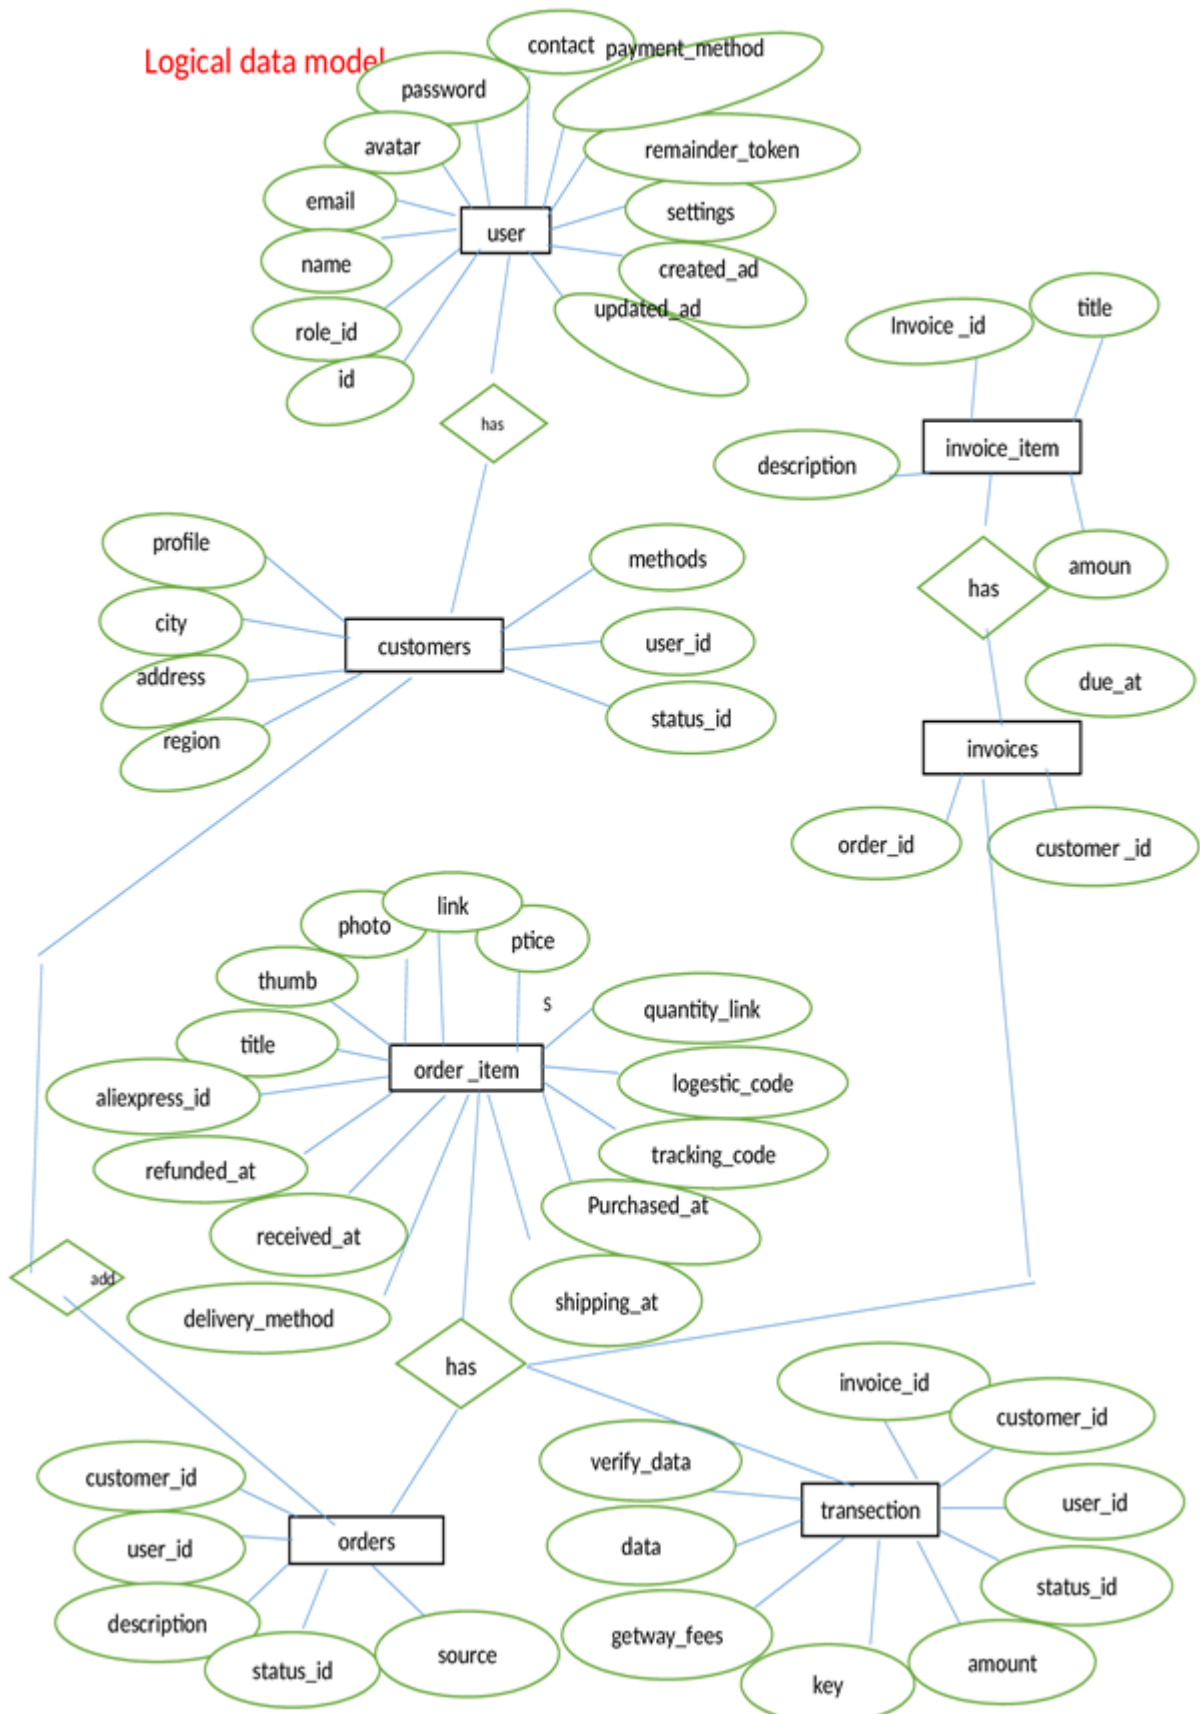 Logical data model
contact
payment_method
password
avatar
remainder_token
email
settings
user
name
created_ad
updated_ad
role_id
id
has
Invoice _id
title
invoice_item
description
amoun
has
profile
methods
city
customers
user_id
address
status_id
region
due_at
invoices
order_id
customer _id
link
photo
ptice
thumb
s
quantity_link
title
order _item
logestic_code
aliexpress_id
tracking_code
refunded_at
Purchased_at
received_at
add
shipping_at
delivery_method
has
invoice_id
customer_id
verify_data
customer_id
user_id
transection
orders
user_id
data
status_id
description
getway_fees
source
status_id
amount
key